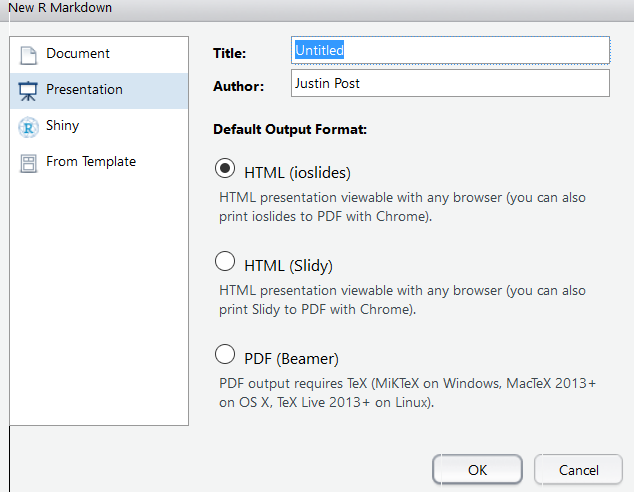 New R Markdown
Document
Presentation
Shiny
From Template
Title:
Untitled
Author:
Justin Post
Default Output Format:
HTML (ioslides)
HTML presentation viewable with any browser (you can also
print ioslides to PDF with Chrome).
HTML (Slidy)
HTML presentation viewable with any browser (you can also
print Slidy to PDF with Chrome).
PDF (Beamer)
PDF output requires TeX (MiKTeX on Windows, MacTeX 2013+
on OS X, TeX Live 2013+ on Linux).
OK
Cancel